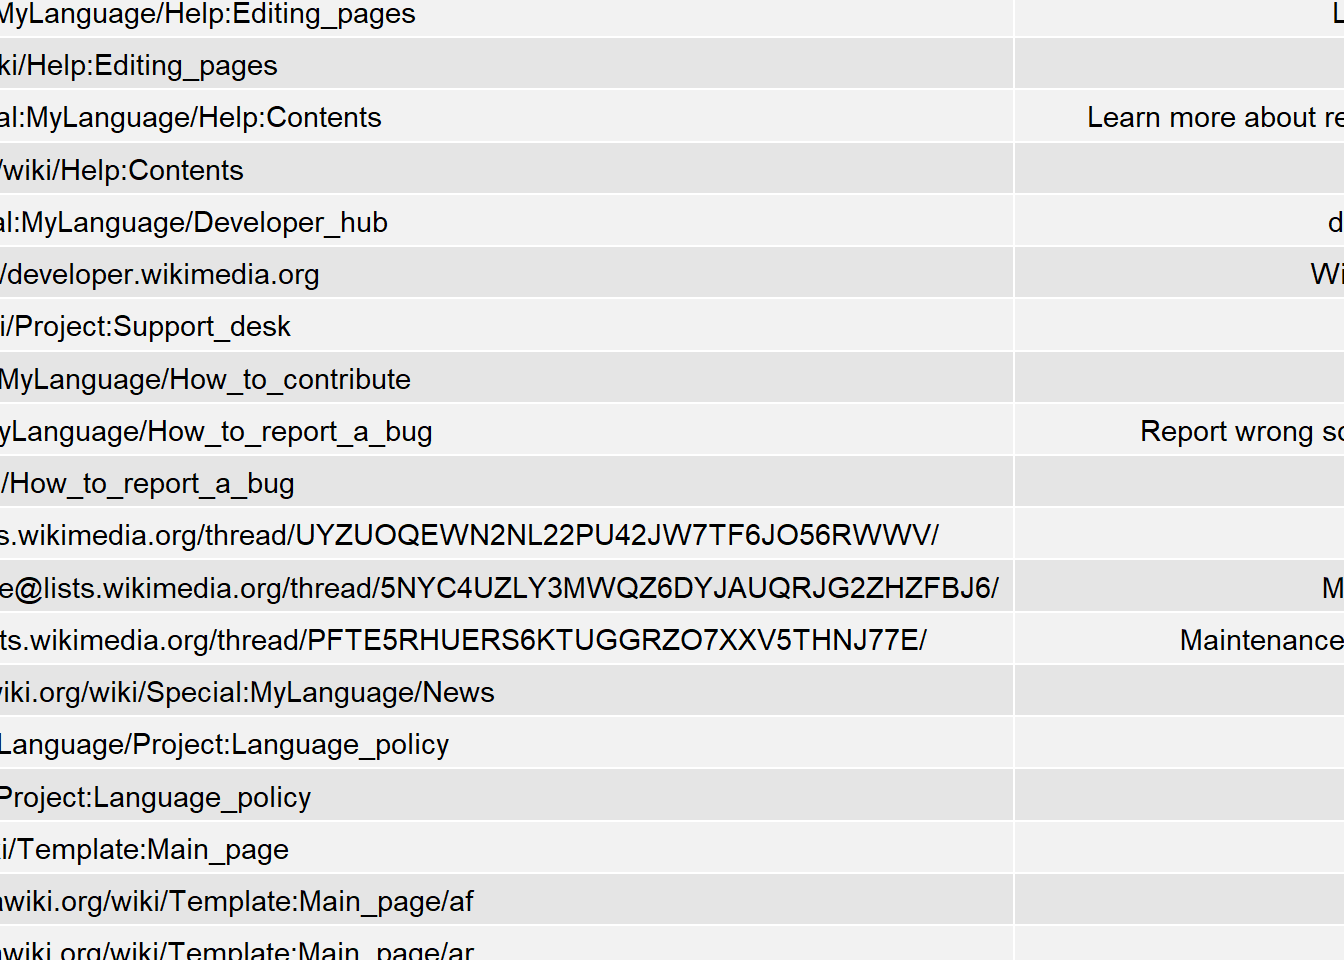 MyLanguage/Help:Editing_pages L
ki/Help:Editing_pages
al:MyLanguage/Help:Contents Learn more about re
/wiki/Help:Contents
al:MyLanguage/Developer_hub d
/developer.wikimedia.org Wi
i/Project:Support_desk
MyLanguage/How_to_contribute
yLanguage/How_to_report_a_bug Report wrong so
/How_to_report_a_bug
s.wikimedia.org/thread/UYZUOQEWN2NL22PU42JW7TF6JO56RWWV/
e@lists.wikimedia.org/thread/5NYC4UZLY3MWQZ6DYJAUQRJG2ZHZFBJ6/ M
ts.wikimedia.org/thread/PFTE5RHUERS6KTUGGRZO7XXV5THNJ77E/ Maintenance
viki.org/wiki/Special:MyLanguage/News
Language/Project:Language_policy
Project:Language_policy
i/Template:Main_page
awiki.org/wiki/Template:Main_page/af
awiki.org/wiki/Template:Main_page/ar